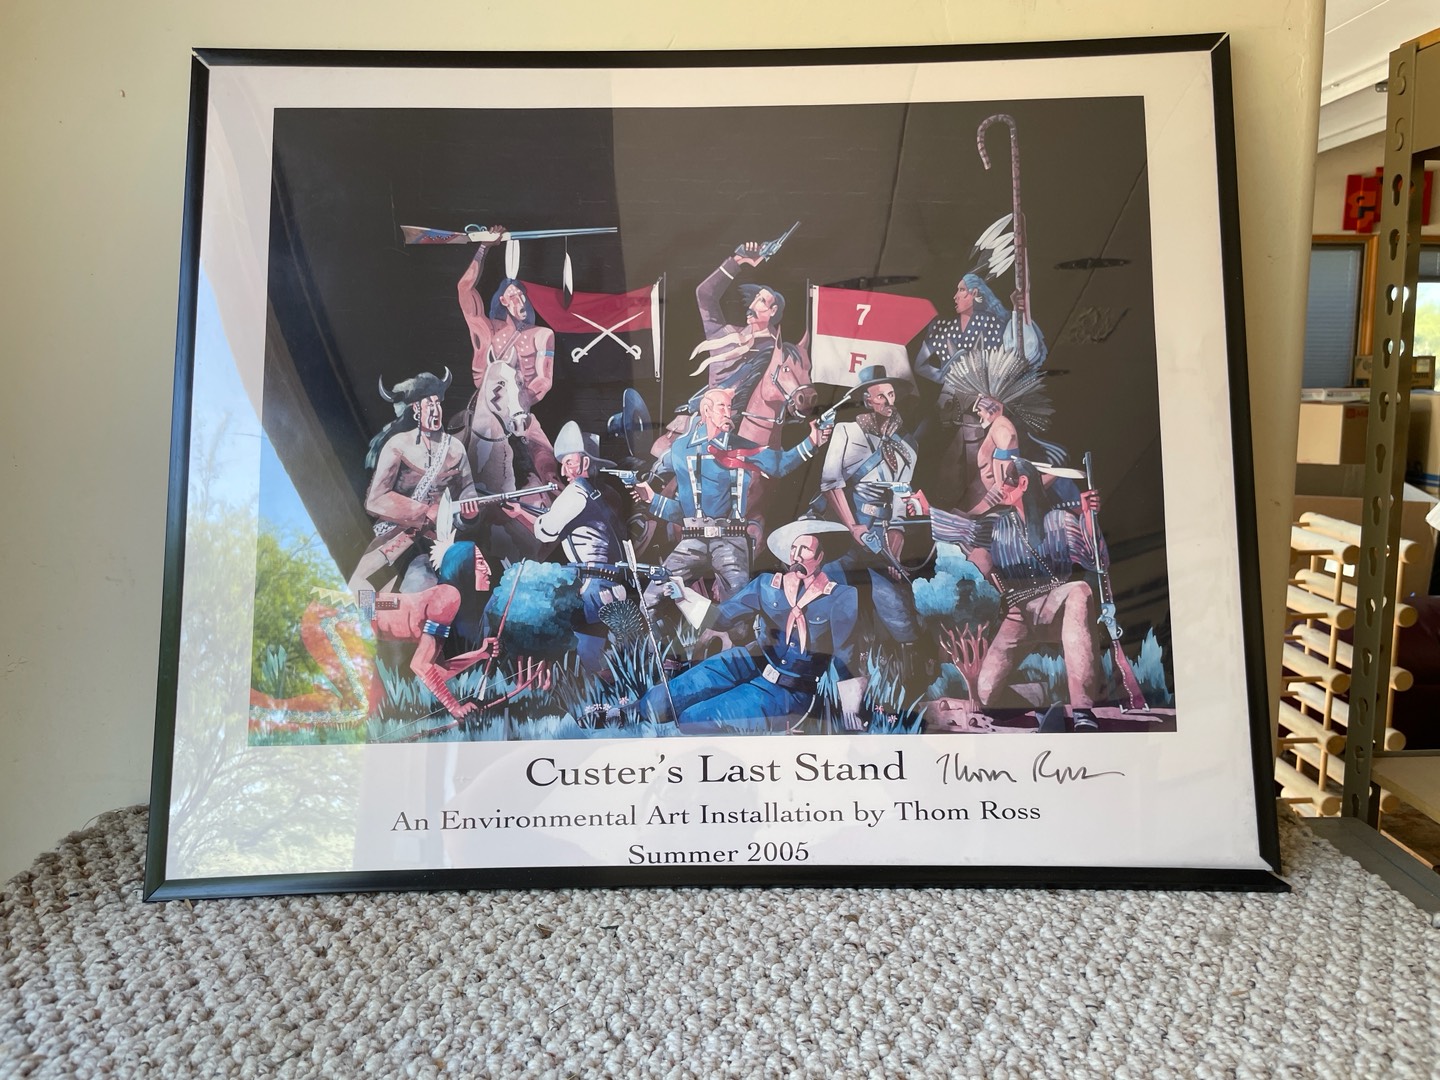 7
F
Custer's Last Stand Thom Ross
An Environmental Art Installation by Thom Ross
Summer 2005